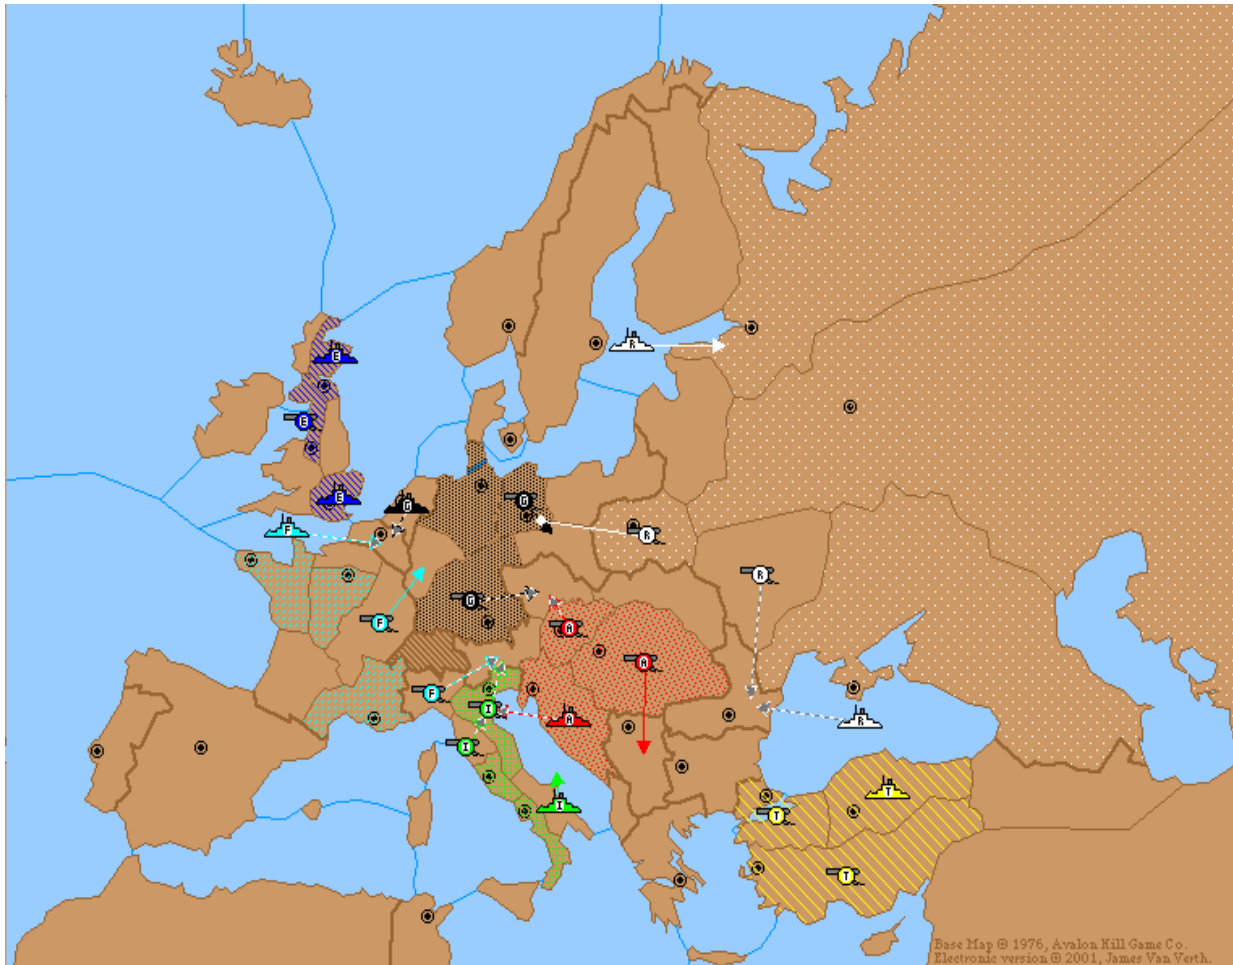 E
R
E
E
G
G
F
R
R
G
F
A
A
F
I
A
R
I
I
T
T
T
Base Map © 1976, Avalon Hill Game Co.
Electronic version © 2001, James Van Verth.